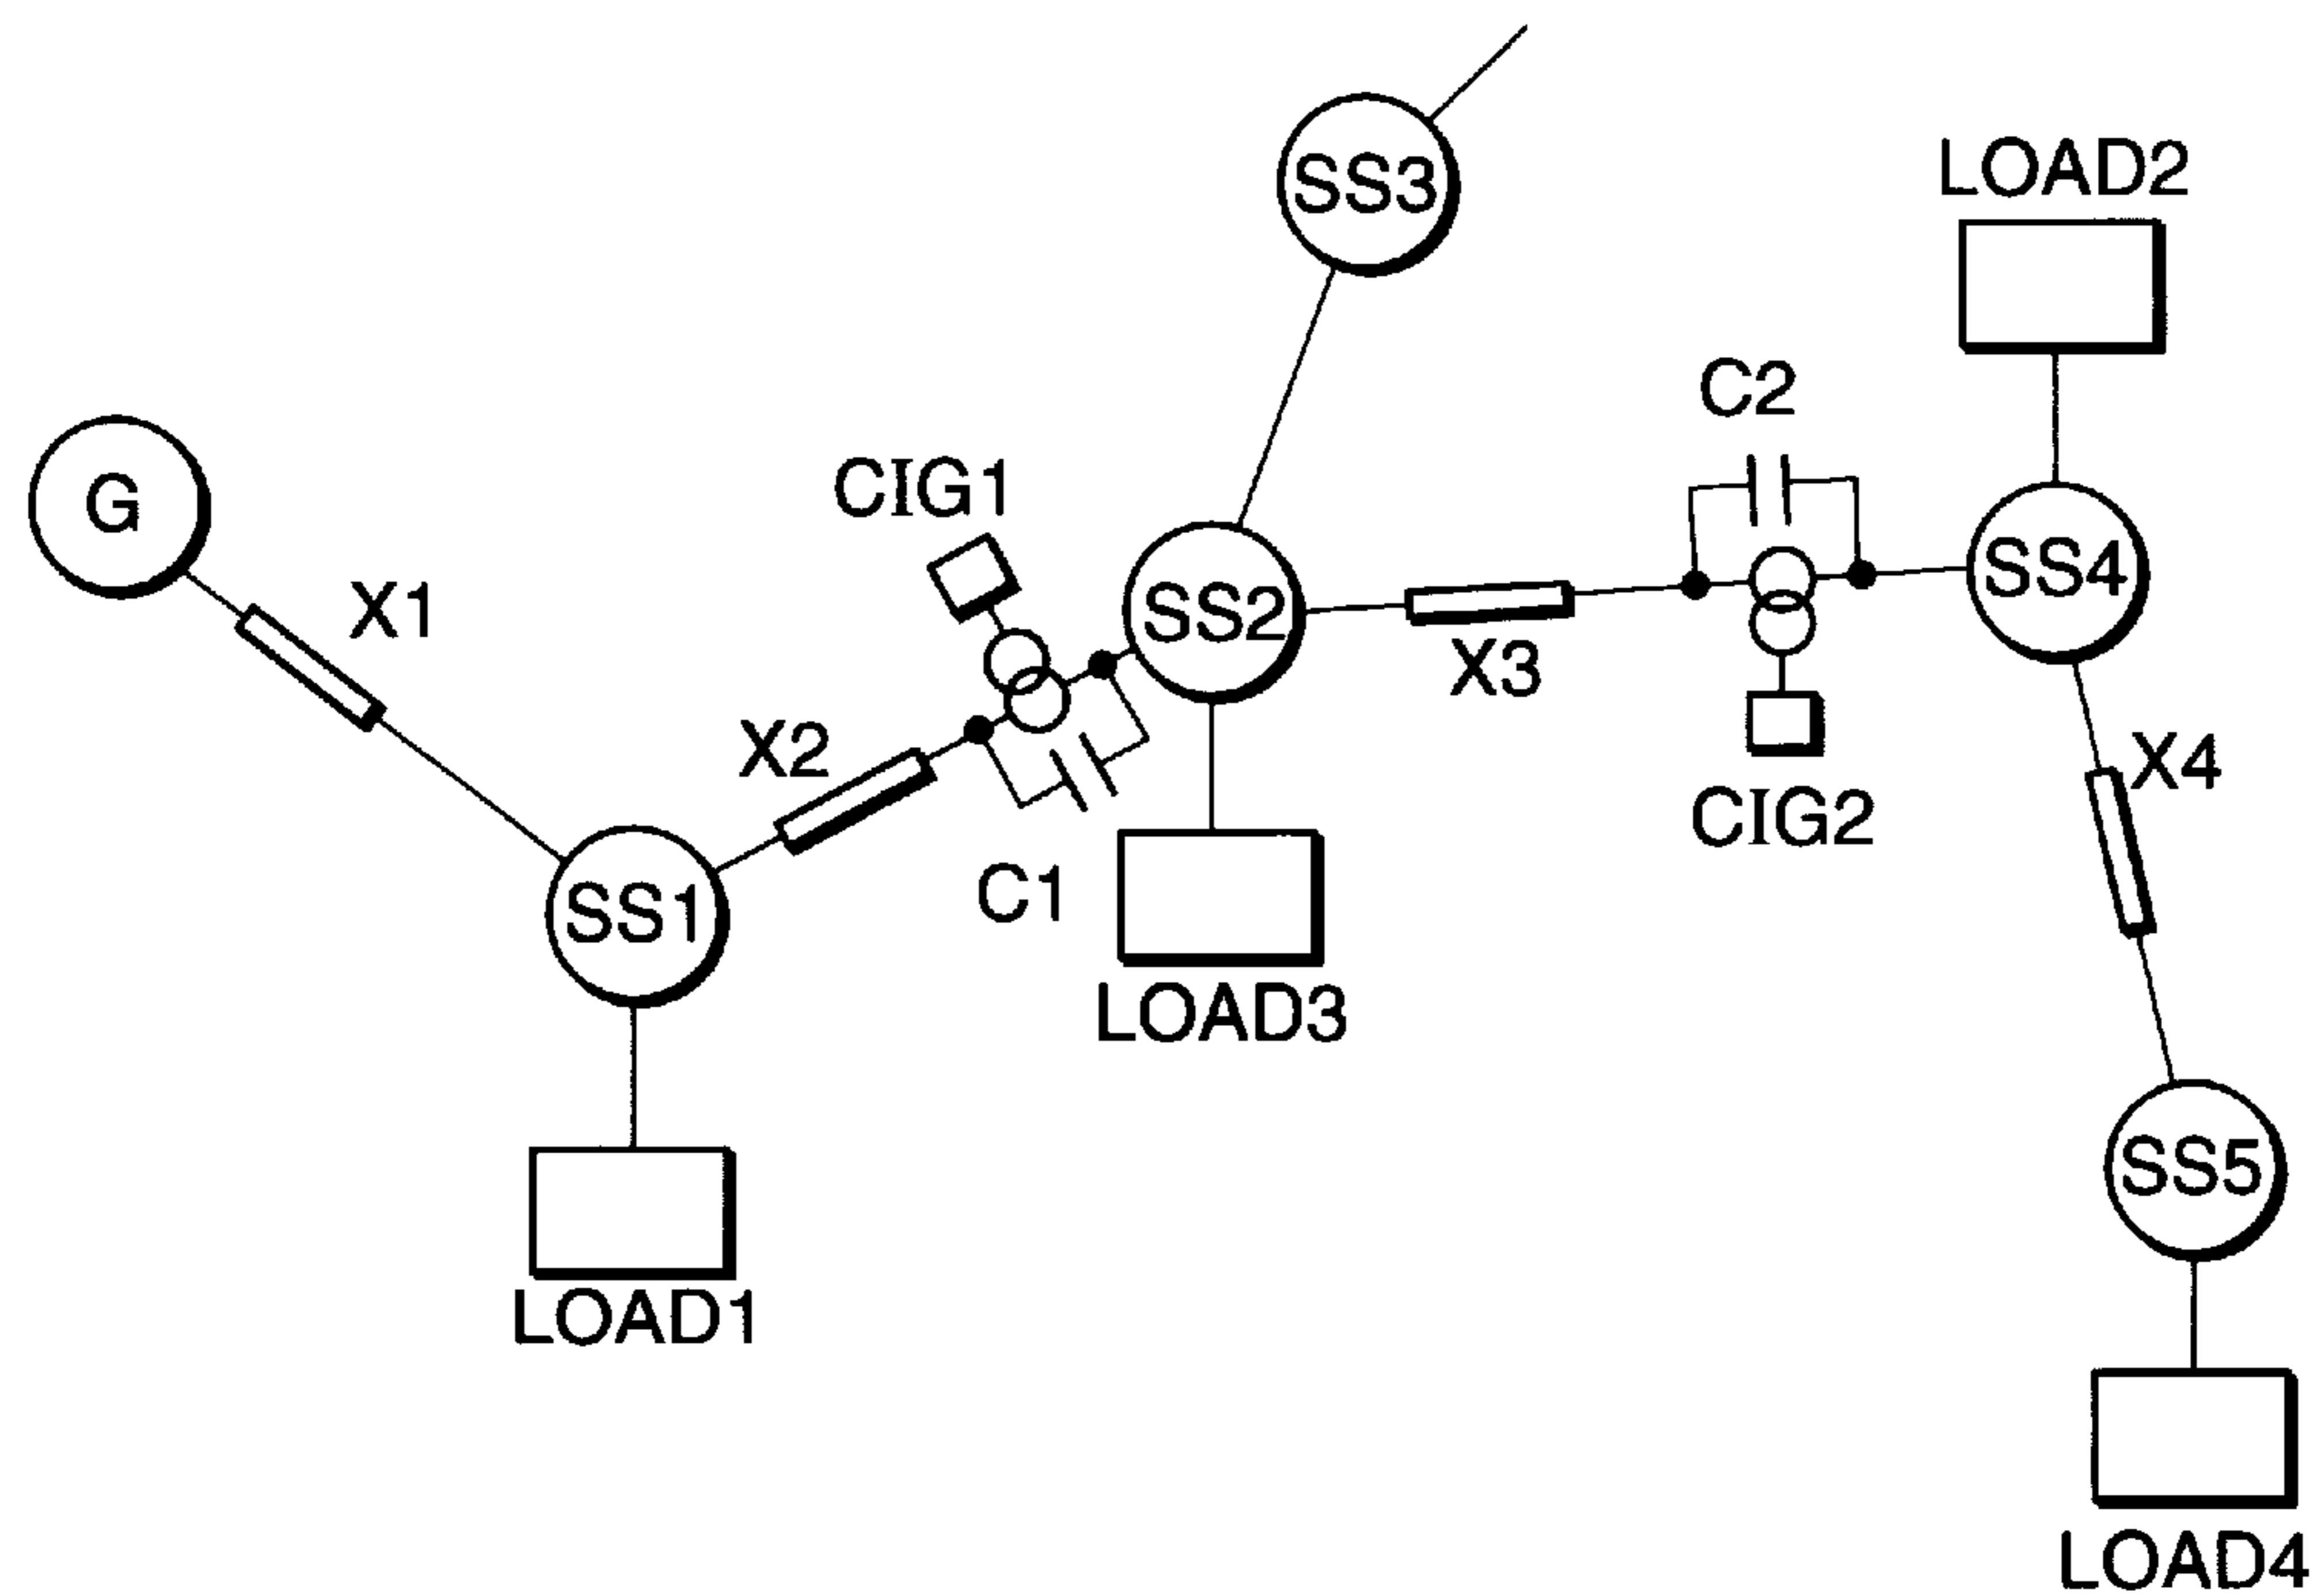 SS3
LOAD2
C2
CIG1
G
X1
SS2
SS4
X3
X2
X4
CIG2
C1
SS1
LOAD3
SS5
LOAD1
LOAD4